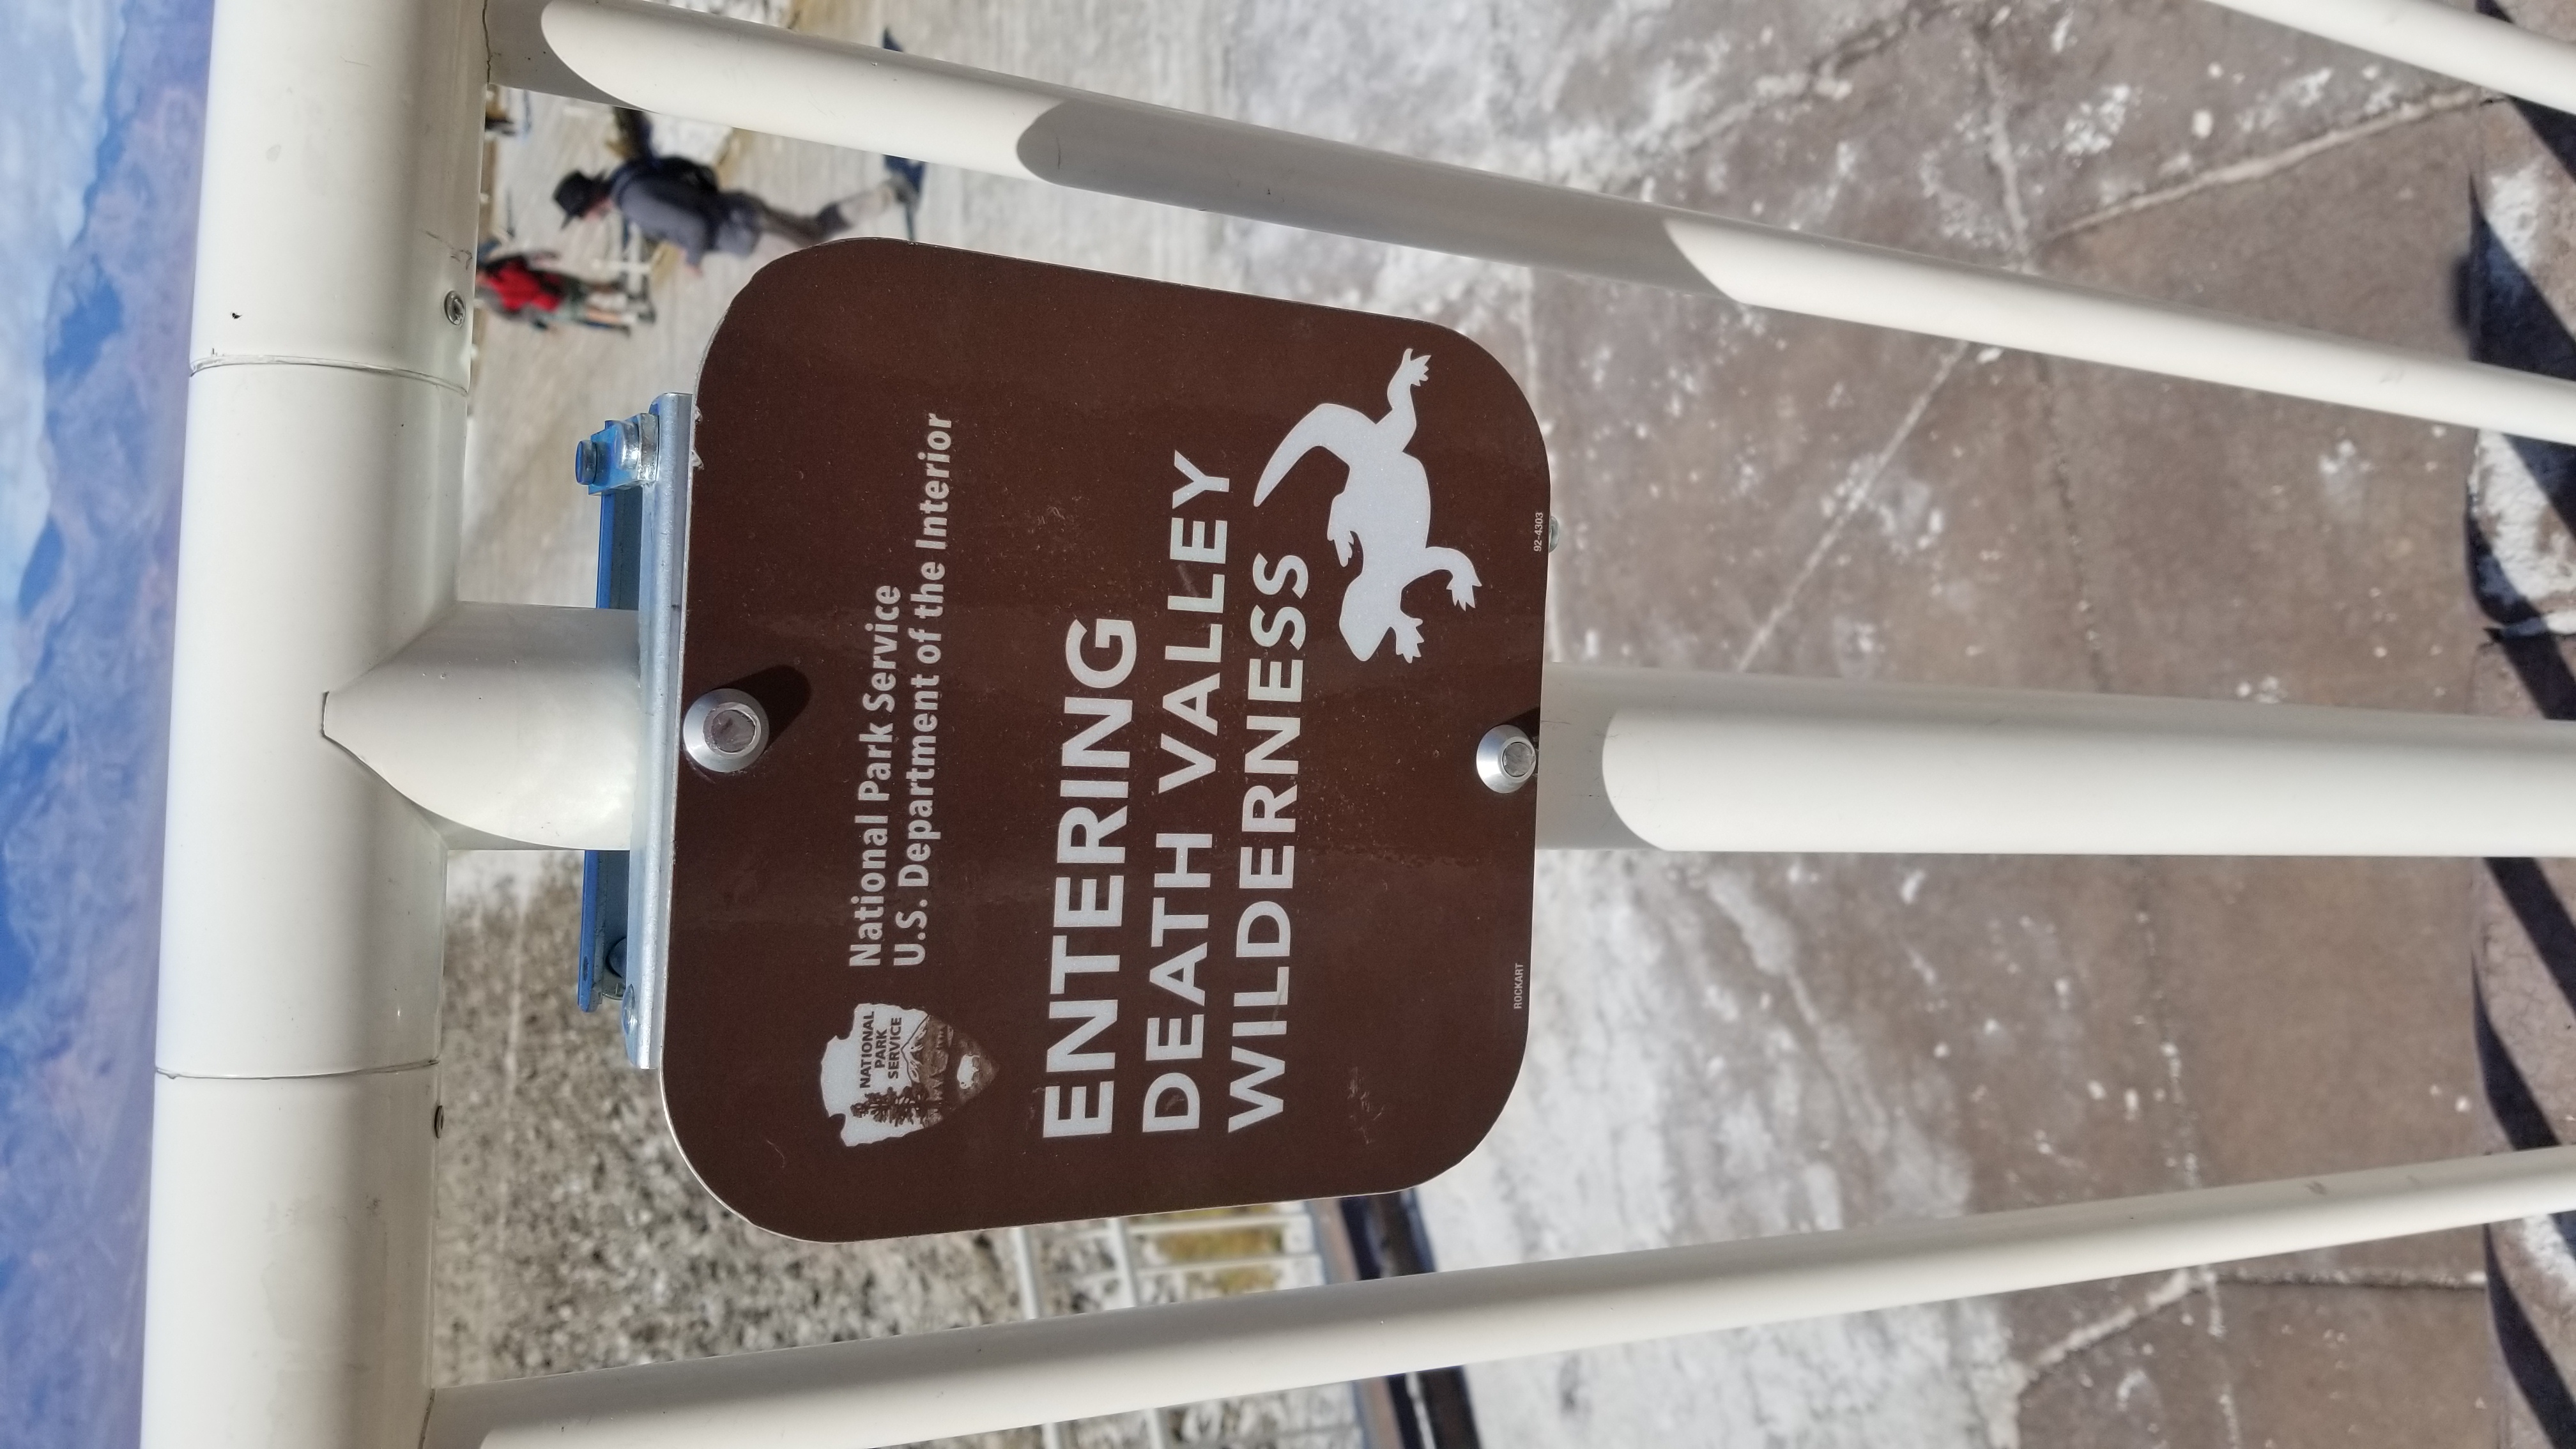 NATIONAL
PARK
SERVICE
National Park Service
U.S. Department of the Interior
ENTERING
DEATH VALLEY
WILDERNESS
ROCKART
92-4303